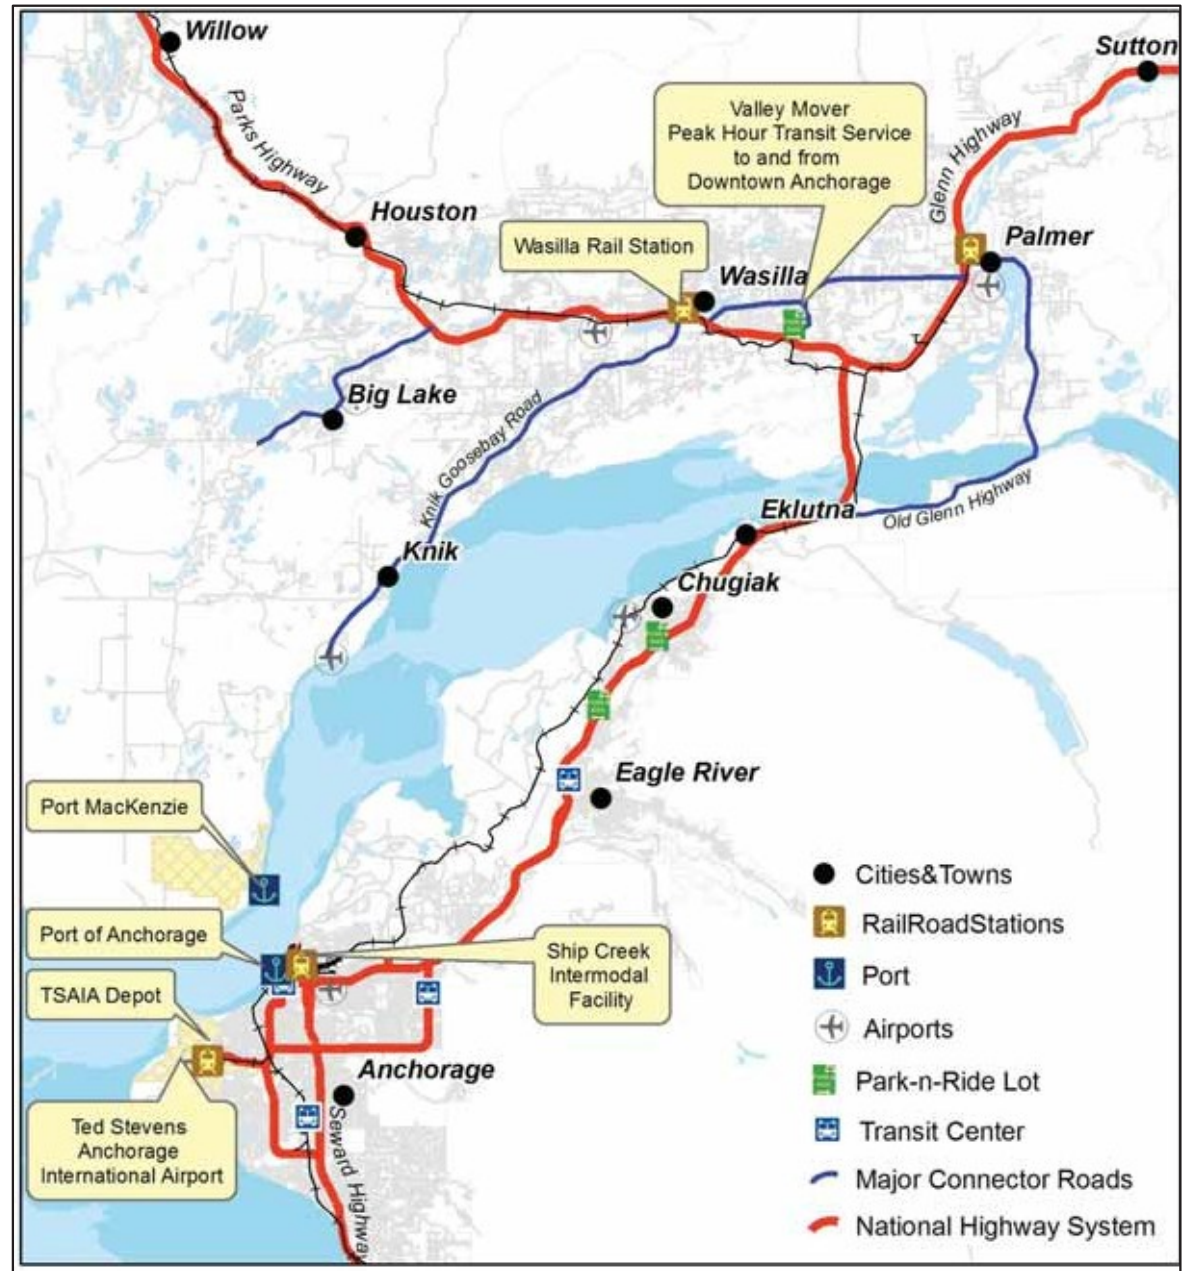 Willow
Sutton
Parks Highway
Valley Mover
Peak Hour Transit Service
to and from
Downtown Anchorage
Glenn Highway
Houston
Wasilla Rail Station
Palmer
Wasilla
Big Lake
Knik Goosebay Road
Eklutna
Old Glenn Highway
Knik
Chugiak
Eagle River
Port MacKenzie
Port of Anchorage
Ship Creek
Intermodal
Facility
TSAIA Depot
Anchorage
Ted Stevens
Anchorage
International Airport
Seward Highway
Cities&Towns
RailRoadStations
Port
Airports
Park-n-Ride Lot
Transit Center
Major Connector Roads
National Highway System